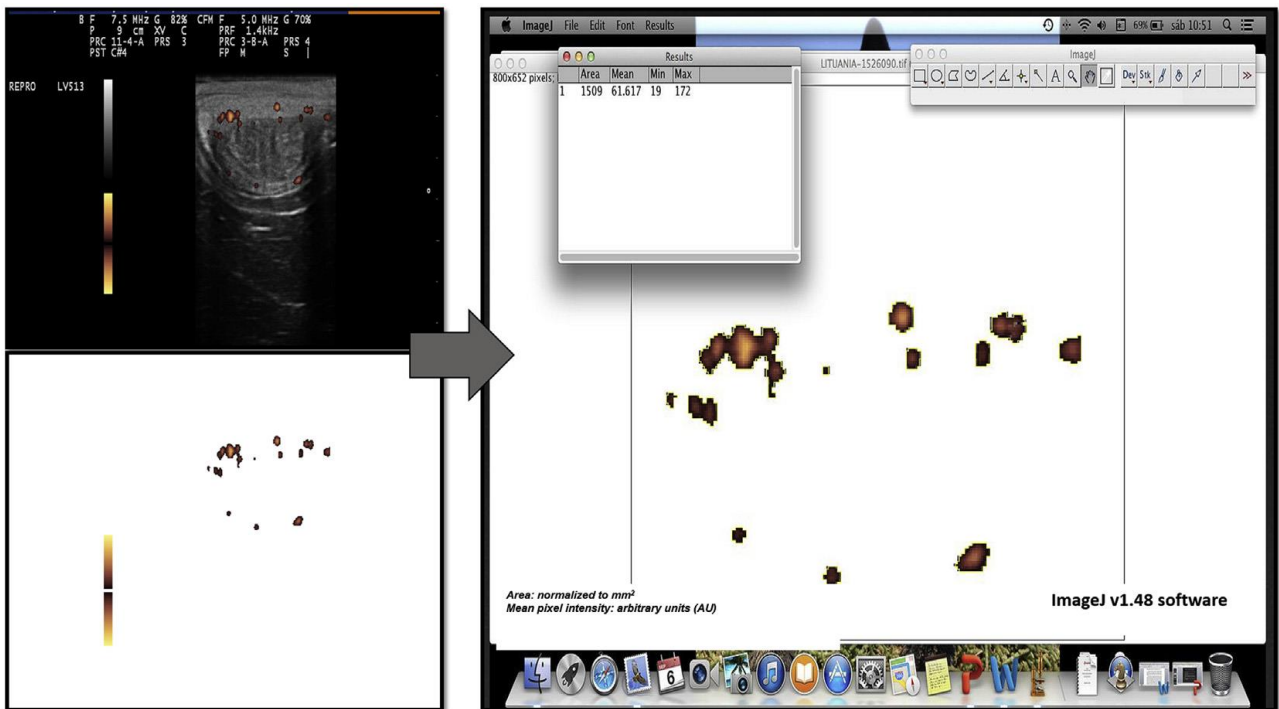 B F 7.5 MHz G 82% CFM F 5.0 MHz G 70%
P 9 cm XV C PRF 1.4kHz
PRC 11-4-A PRS 3 PRC 3-B-A PRS 4
PST C#4 FP M S |
REPRO LV513
ImageJ File Edit Font Results
69% sáb 10:51
Results
Area Mean Min Max
1 1509 61.617 19 172
800x652 pixels;
LITUANIA-1526090.tif
ImageJ
A Dev Stk >>
Area: normalized to mm²
Mean pixel intensity: arbitrary units (AU)
ImageJ v1.48 software
NOV
6